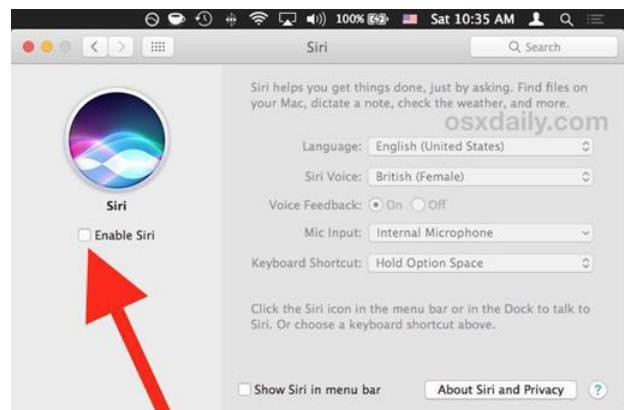 100% Sat 10:35 AM
Siri
Search
Siri helps you get things done, just by asking. Find files on
your Mac, dictate a note, check the weather, and more.
osxdaily.com
Language: English (United States)
Siri Voice: British (Female)
Siri
Voice Feedback: On Off
Enable Siri
Mic Input: Internal Microphone
Keyboard Shortcut: Hold Option Space
Click the Siri icon in the menu bar or in the Dock to talk to
Siri. Or choose a keyboard shortcut above.
Show Siri in menu bar
About Siri and Privacy ?